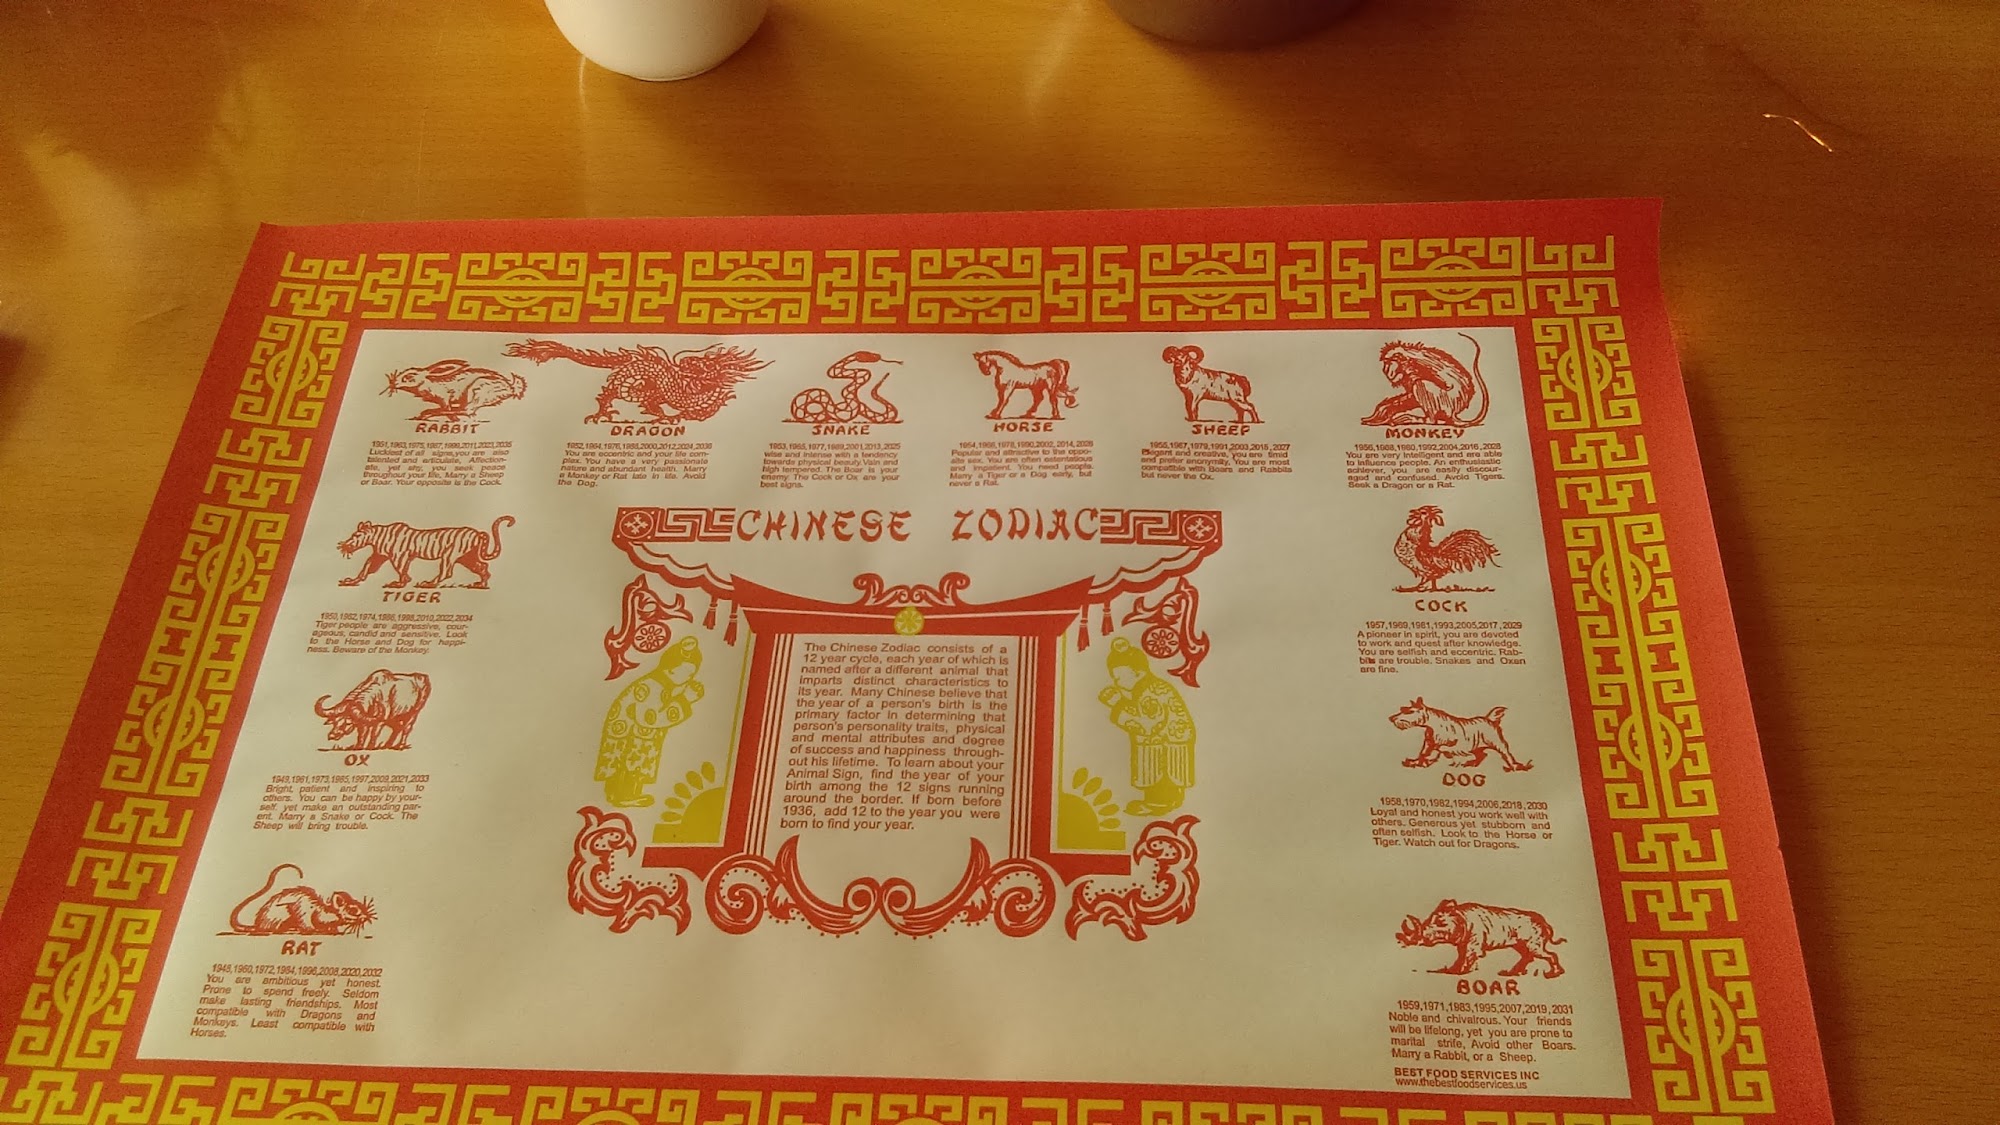 RABBIT
1951,1963,1975,1987,1999,2011,2023,2035
Luckiest of all signs,you are also
talented and articulate, Affection-
ate, yet shy, you seek peace
throughout your life, Marry a Sheep
or Boar. Your opposite is the Cock.
DRAGON
1952,1964,1976,1988,2000,2012,2024,2036
You are eccentric and your life com-
plex. You have a very passionate
nature and abundant health. Marry
a Monkey or Rat late in life. Avoid
the Dog.
SNAKE
1953,1965,1977,1989,2001,2013,2025
wise and intense with a tendency
towards physical beauty.Vain and
high tempered. The Boar is your
enemy. The Cock or Ox are your
best signs.
HORSE
1954,1966,1978,1990,2002,2014,2026
Popular and attractive to the oppo-
site sex. You are often ostentatious
and impatient. You need people.
Marry a Tiger or a Dog early, but
never a Rat.
SHEEP
1955,1967,1979,1991,2003,2015,2027
Elegant and creative, you are timid
and prefer anonymity. You are most
compatible with Boars and Rabbits
but never the Ox.
MONKEY
1956,1968,1980,1992,2004,2016,2028
You are very intelligent and are able
to influence people. An enthusiastic
achiever, you are easily discour-
aged and confused. Avoid Tigers.
Seek a Dragon or a Rat.
TIGER
1950,1962,1974,1986,1998,2010,2022,2034
Tiger people are aggressive, cour-
ageous, candid and sensitive. Look
to the Horse and Dog for happi-
ness. Beware of the Monkey.
OX
1949,1961,1973,1985,1997,2009,2021,2033
Bright, patient and inspiring to
others. You can be happy by your-
self, yet make an outstanding par-
ent. Marry a Snake or Cock. The
Sheep will bring trouble.
RAT
1948,1960,1972,1984,1996,2008,2020,2032
You are ambitious yet honest.
Prone to spend freely. Seldom
make lasting friendships. Most
compatible with Dragons and
Monkeys. Least compatible with
Horses.
CHINESE ZODIAC
The Chinese Zodiac consists of a
12 year cycle, each year of which is
named after a different animal that
imparts distinct characteristics to
its year. Many Chinese believe that
the year of a person's birth is the
primary factor in determining that
person's personality traits, physical
and mental attributes and degree
of success and happiness through-
out his lifetime. To learn about your
Animal Sign, find the year of your
birth among the 12 signs running
around the border. If born before
1936, add 12 to the year you were
born to find your year.
COCK
1957,1969,1981,1993,2005,2017,2029
A pioneer in spirit, you are devoted
to work and quest after knowledge.
You are selfish and eccentric. Rab-
bits are trouble. Snakes and Oxen
are fine.
DOG
1958,1970,1982,1994,2006,2018,2030
Loyal and honest you work well with
others. Generous yet stubborn and
often selfish. Look to the Horse or
Tiger. Watch out for Dragons.
BOAR
1959,1971,1983,1995,2007,2019,2031
Noble and chivalrous. Your friends
will be lifelong, yet you are prone to
marital strife, Avoid other Boars.
Marry a Rabbit, or a Sheep.
BEST FOOD SERVICES INC
www.thebestfoodservices.us